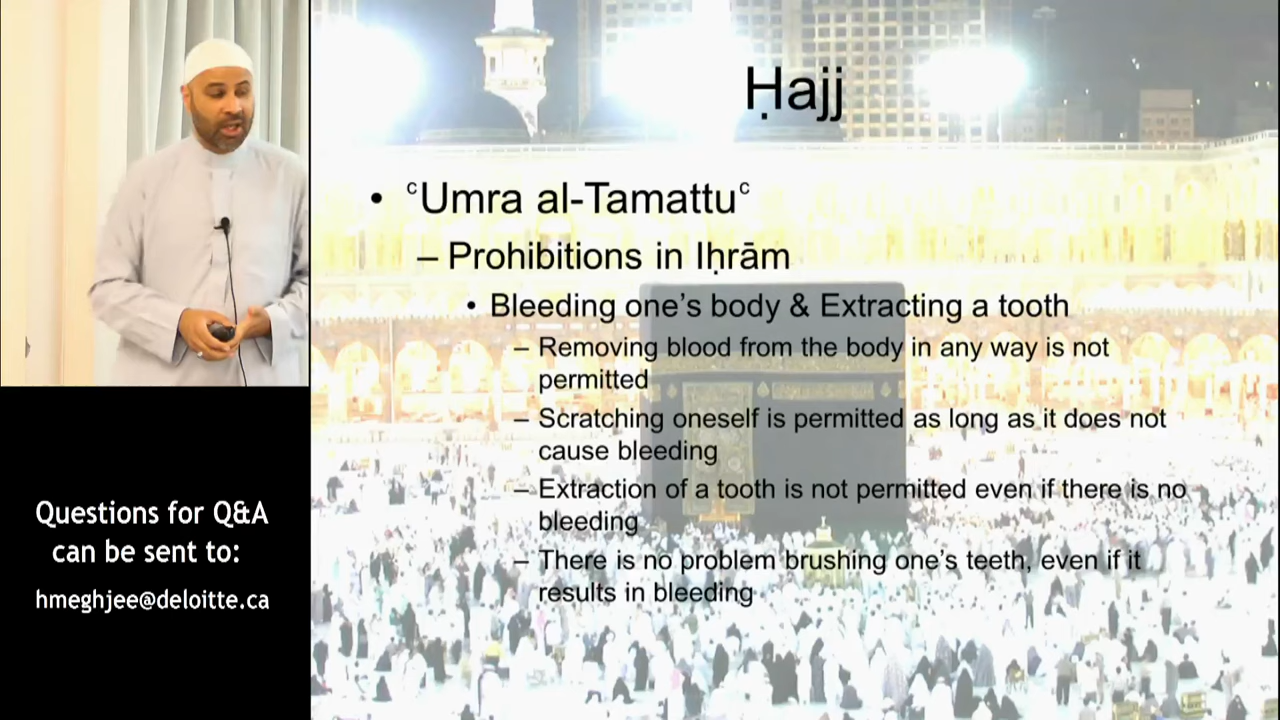 Ḥajj
• ᶜUmra al-Tamattuᶜ
– Prohibitions in Iḥrām
• Bleeding one’s body & Extracting a tooth
– Removing blood from the body in any way is not
permitted
– Scratching oneself is permitted as long as it does not
cause bleeding
– Extraction of a tooth is not permitted even if there is no
bleeding
– There is no problem brushing one’s teeth, even if it
results in bleeding
Questions for Q&A
can be sent to:
hmeghjee@deloitte.ca